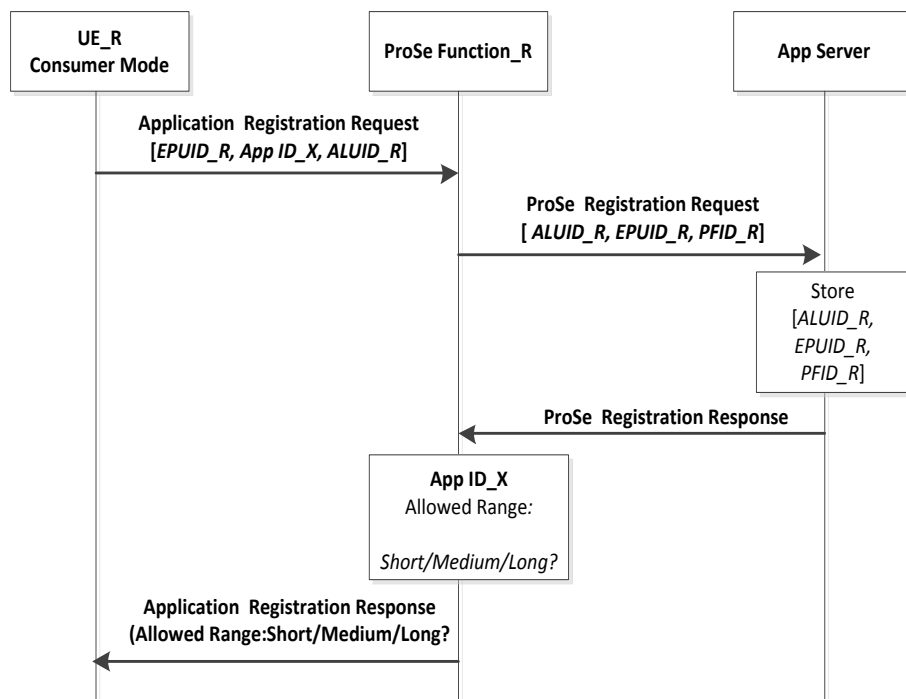 UE_R
Consumer Mode
ProSe Function_R
App Server
Application Registration Request
[EPUID_R, App ID_X, ALUID_R]
ProSe Registration Request
[ ALUID_R, EPUID_R, PFID_R]
Store
[ALUID_R,
EPUID_R,
PFID_R]
ProSe Registration Response
App ID_X
Allowed Range:
Short/Medium/Long?
Application Registration Response
(Allowed Range:Short/Medium/Long?